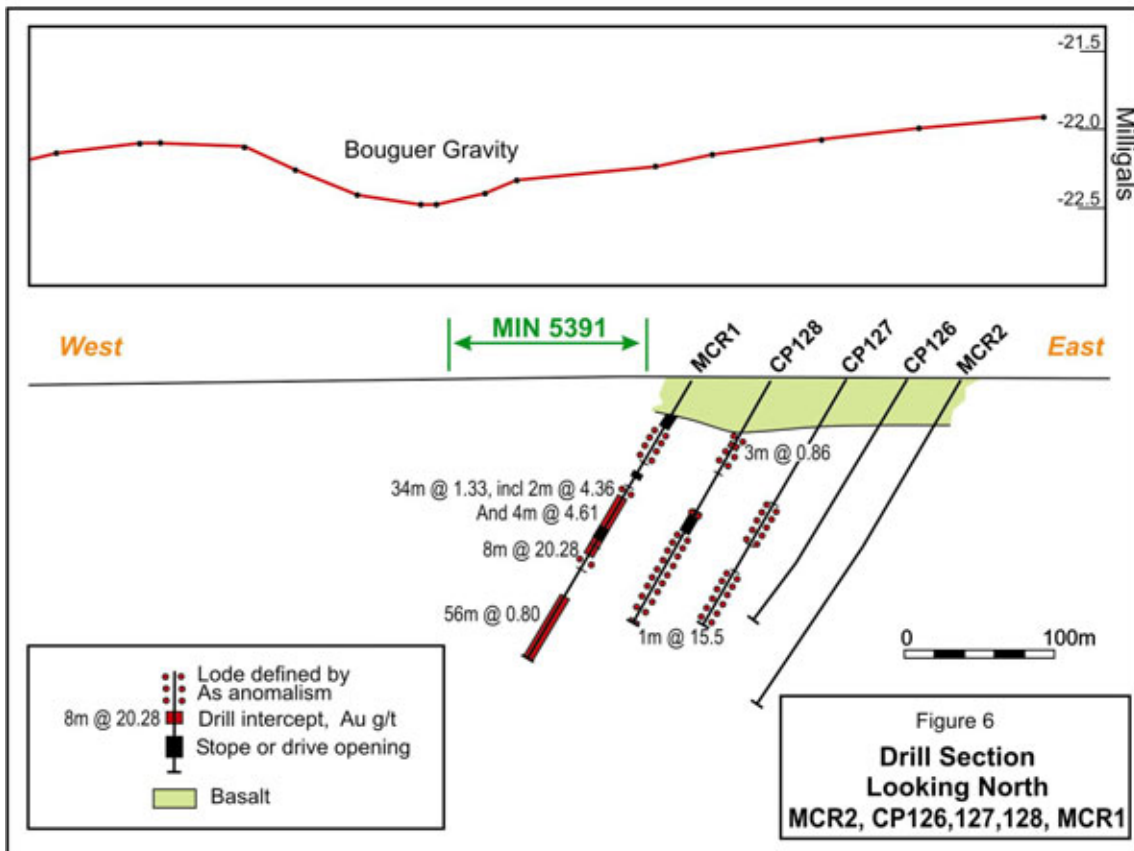 -21.5
-22.0
-22.5
Milligals
Bouguer Gravity
West
MIN 5391
East
MCR1
CP128
CP127
CP126
MCR2
3m @ 0.86
34m @ 1.33, incl 2m @ 4.36
And 4m @ 4.61
8m @ 20.28
56m @ 0.80
1m @ 15.5
0 100m
Lode defined by
As anomalism
8m @ 20.28 Drill intercept, Au g/t
Stope or drive opening
Basalt
Figure 6
Drill Section
Looking North
MCR2, CP126,127,128, MCR1